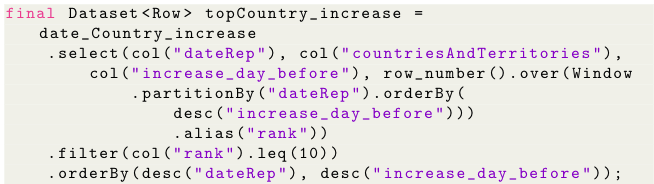 final Dataset<Row> topCountry_increase =
date_Country_increase
.select(col("dateRep"), col("countriesAndTerritories"),
col("increase_day_before"), row_number().over(Window
.partitionBy("dateRep").orderBy(
desc("increase_day_before")))
.alias("rank"))
.filter(col("rank").leq(10))
.orderBy(desc("dateRep"), desc("increase_day_before"));